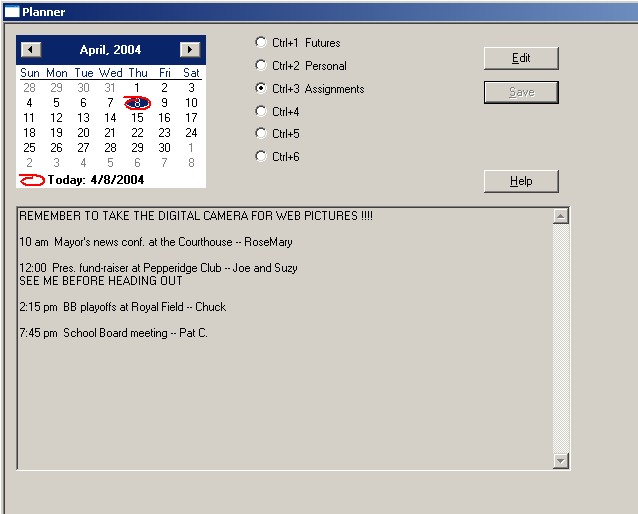 Planner
April, 2004
Sun Mon Tue Wed Thu Fri Sat
28 29 30 31 1 2 3
4 5 6 7 8 9 10
11 12 13 14 15 16 17
18 19 20 21 22 23 24
25 26 27 28 29 30 1
2 3 4 5 6 7 8
Today: 4/8/2004
Ctrl+1 Futures
Ctrl+2 Personal
Ctrl+3 Assignments
Ctrl+4
Ctrl+5
Ctrl+6
Edit
Save
Help
REMEMBER TO TAKE THE DIGITAL CAMERA FOR WEB PICTURES !!!!
10 am Mayor's news conf. at the Courthouse -- RoseMary
12:00 Pres. fund-raiser at Pepperidge Club -- Joe and Suzy
SEE ME BEFORE HEADING OUT
2:15 pm BB playoffs at Royal Field -- Chuck
7:45 pm School Board meeting -- Pat C.